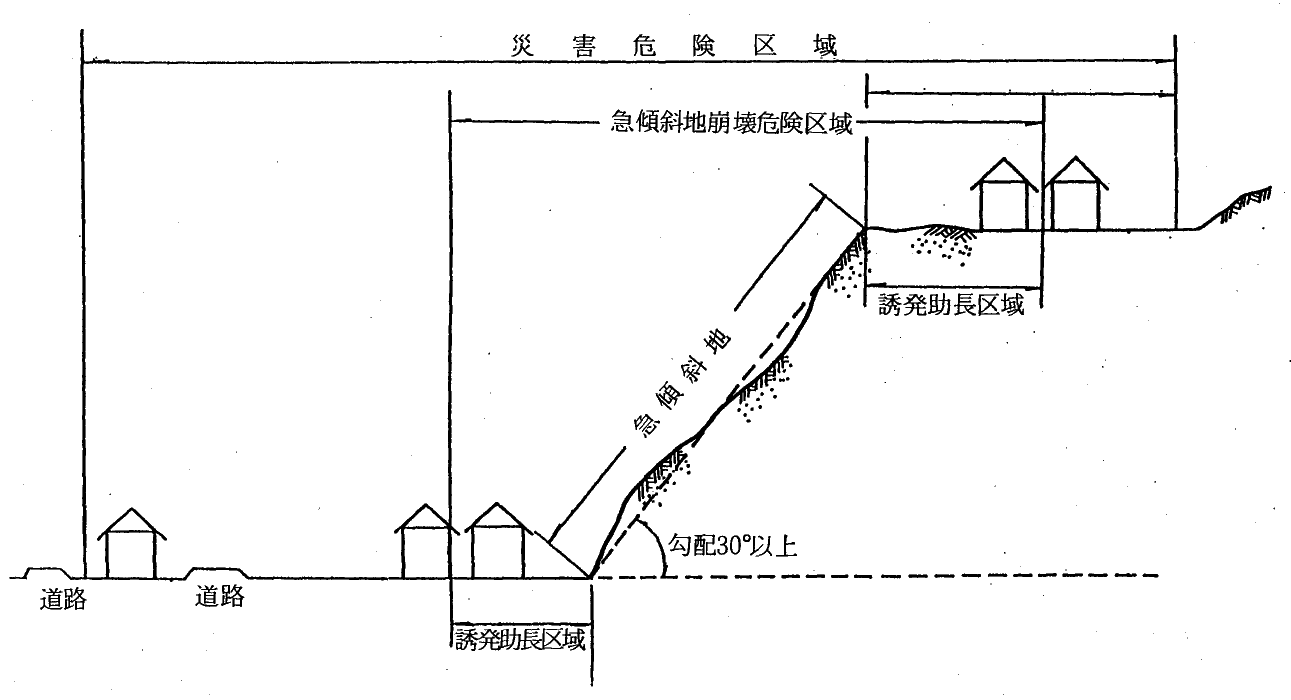 災害危険区域
急傾斜地崩壊危険区域
誘発助長区域
急傾斜地
勾配30°以上
道路
道路
誘発助長区域